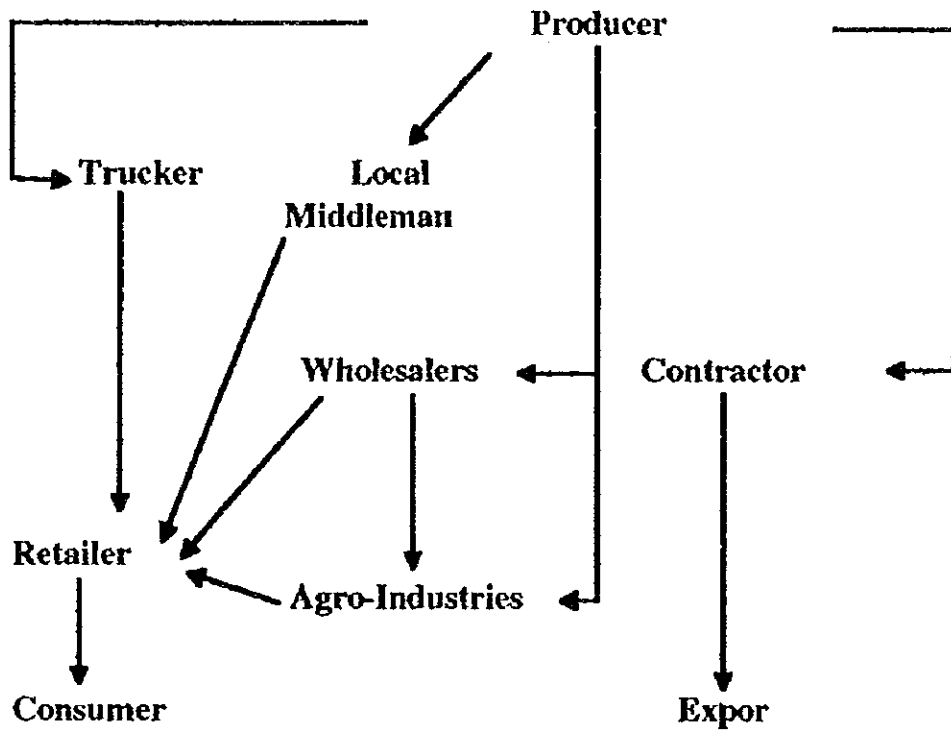 Producer
Trucker
Local
Middleman
Wholesalers
Contractor
Retailer
Agro-Industries
Consumer
Expor